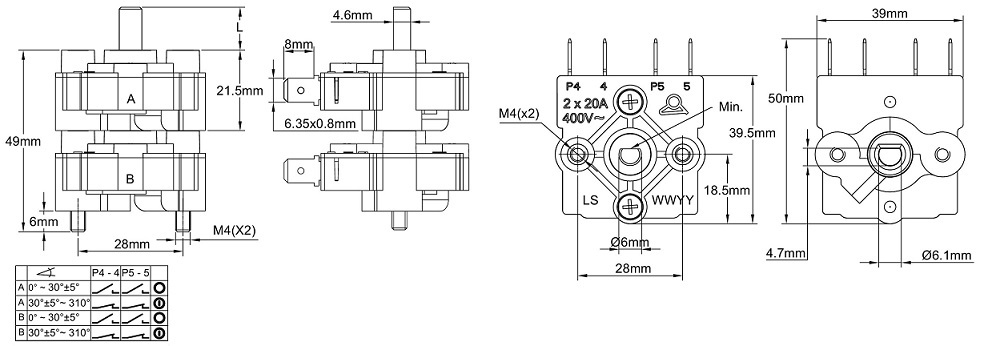 L
4.6mm
8mm
21.5mm
49mm
A
B
6mm
28mm
M4(X2)
6.35x0.8mm
P4 4 P5 5
2 x 20A
400V~
M4(x2)
Min.
39.5mm
18.5mm
LS WWYY
Ø6mm
28mm
39mm
50mm
4.7mm
Ø6.1mm
P4 - 4 P5 - 5
A 0° ~ 30°±5°
A 30°±5°~ 310°
B 0° ~ 30°±5°
B 30°±5°~ 310°